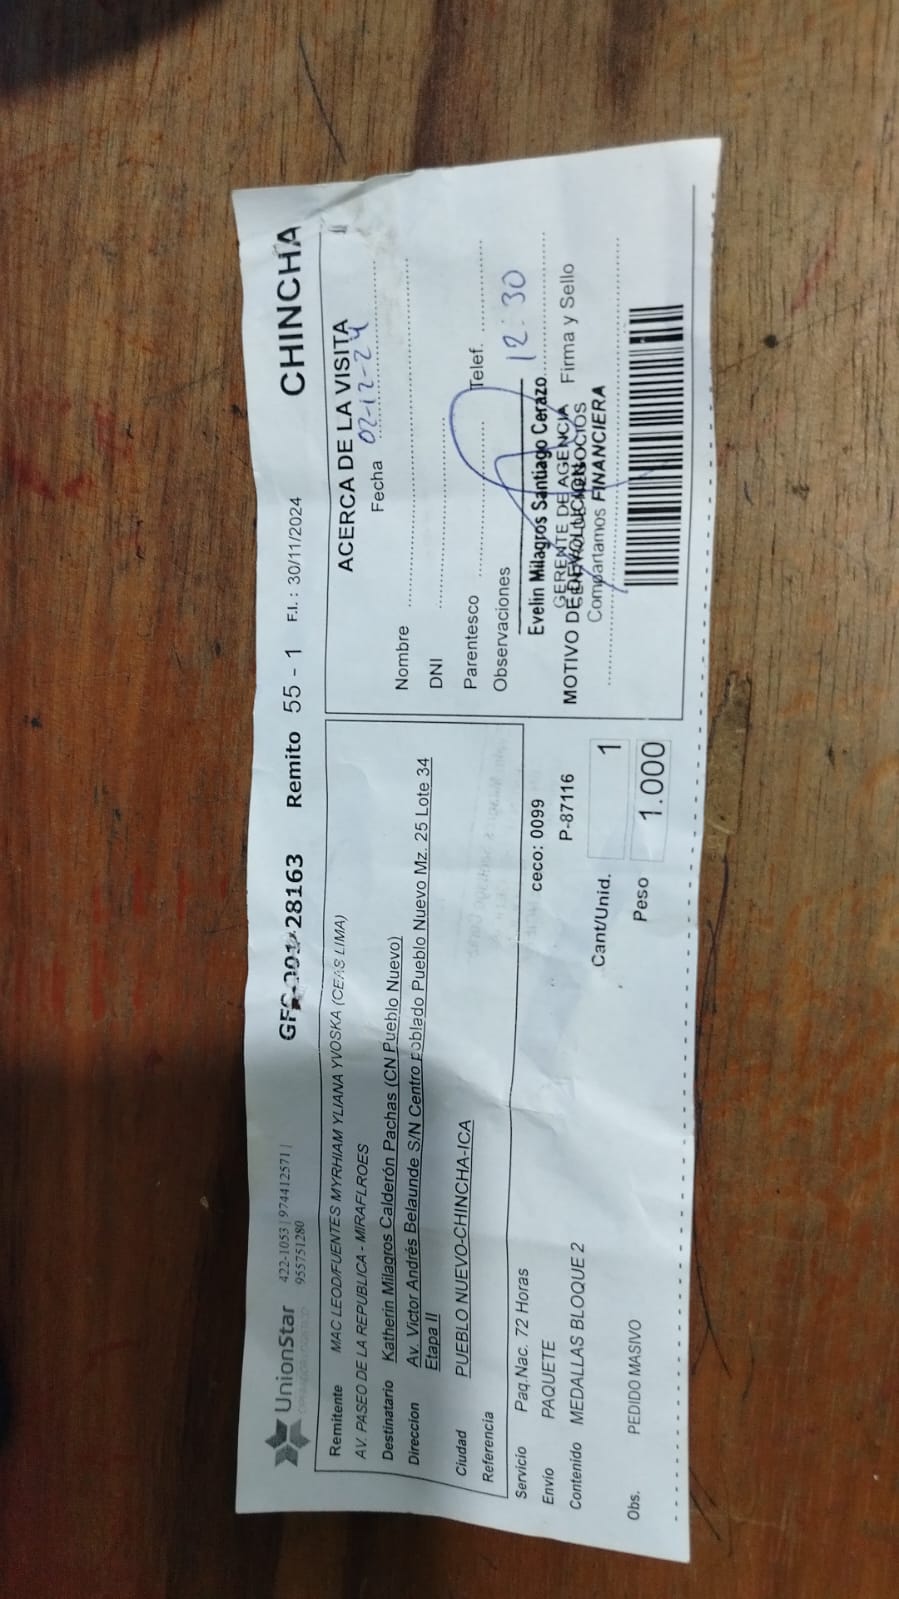 UnionStar
422-1053 | 974412571 |
955751280
28163
Remito 55 - 1
F.I. : 30/11/2024
CHINCHA
Remitente MAC LEOD/FUENTES MYRHIAM YLIANA YVOSKA (CEAS LIMA)
AV. PASEO DE LA REPUBLICA - MIRAFLROES
Destinatario Katherin Milagros Calderón Pachas (CN Pueblo Nuevo)
Direccion Av. Victor Andrés Belaunde S/N Centro poblado Pueblo Nuevo Mz. 25 Lote 34
Etapa II
Ciudad PUEBLO NUEVO-CHINCHA-ICA
Referencia
Servicio Paq.Nac. 72 Horas
ceco: 0099
Envio PAQUETE
P-87116
Contenido MEDALLAS BLOQUE 2
Cant/Unid. 1
Obs. PEDIDO MASIVO
Peso 1.000
ACERCA DE LA VISITA
Fecha 02-12-24
Nombre
DNI
Parentesco Telef.
Observaciones
12:30
Evelin Milagros Santiago Cerazo
GERENTE DE AGENCIA
Firma y Sello
MOTIVO DE DEVOLUCION
Compartamos FINANCIERA